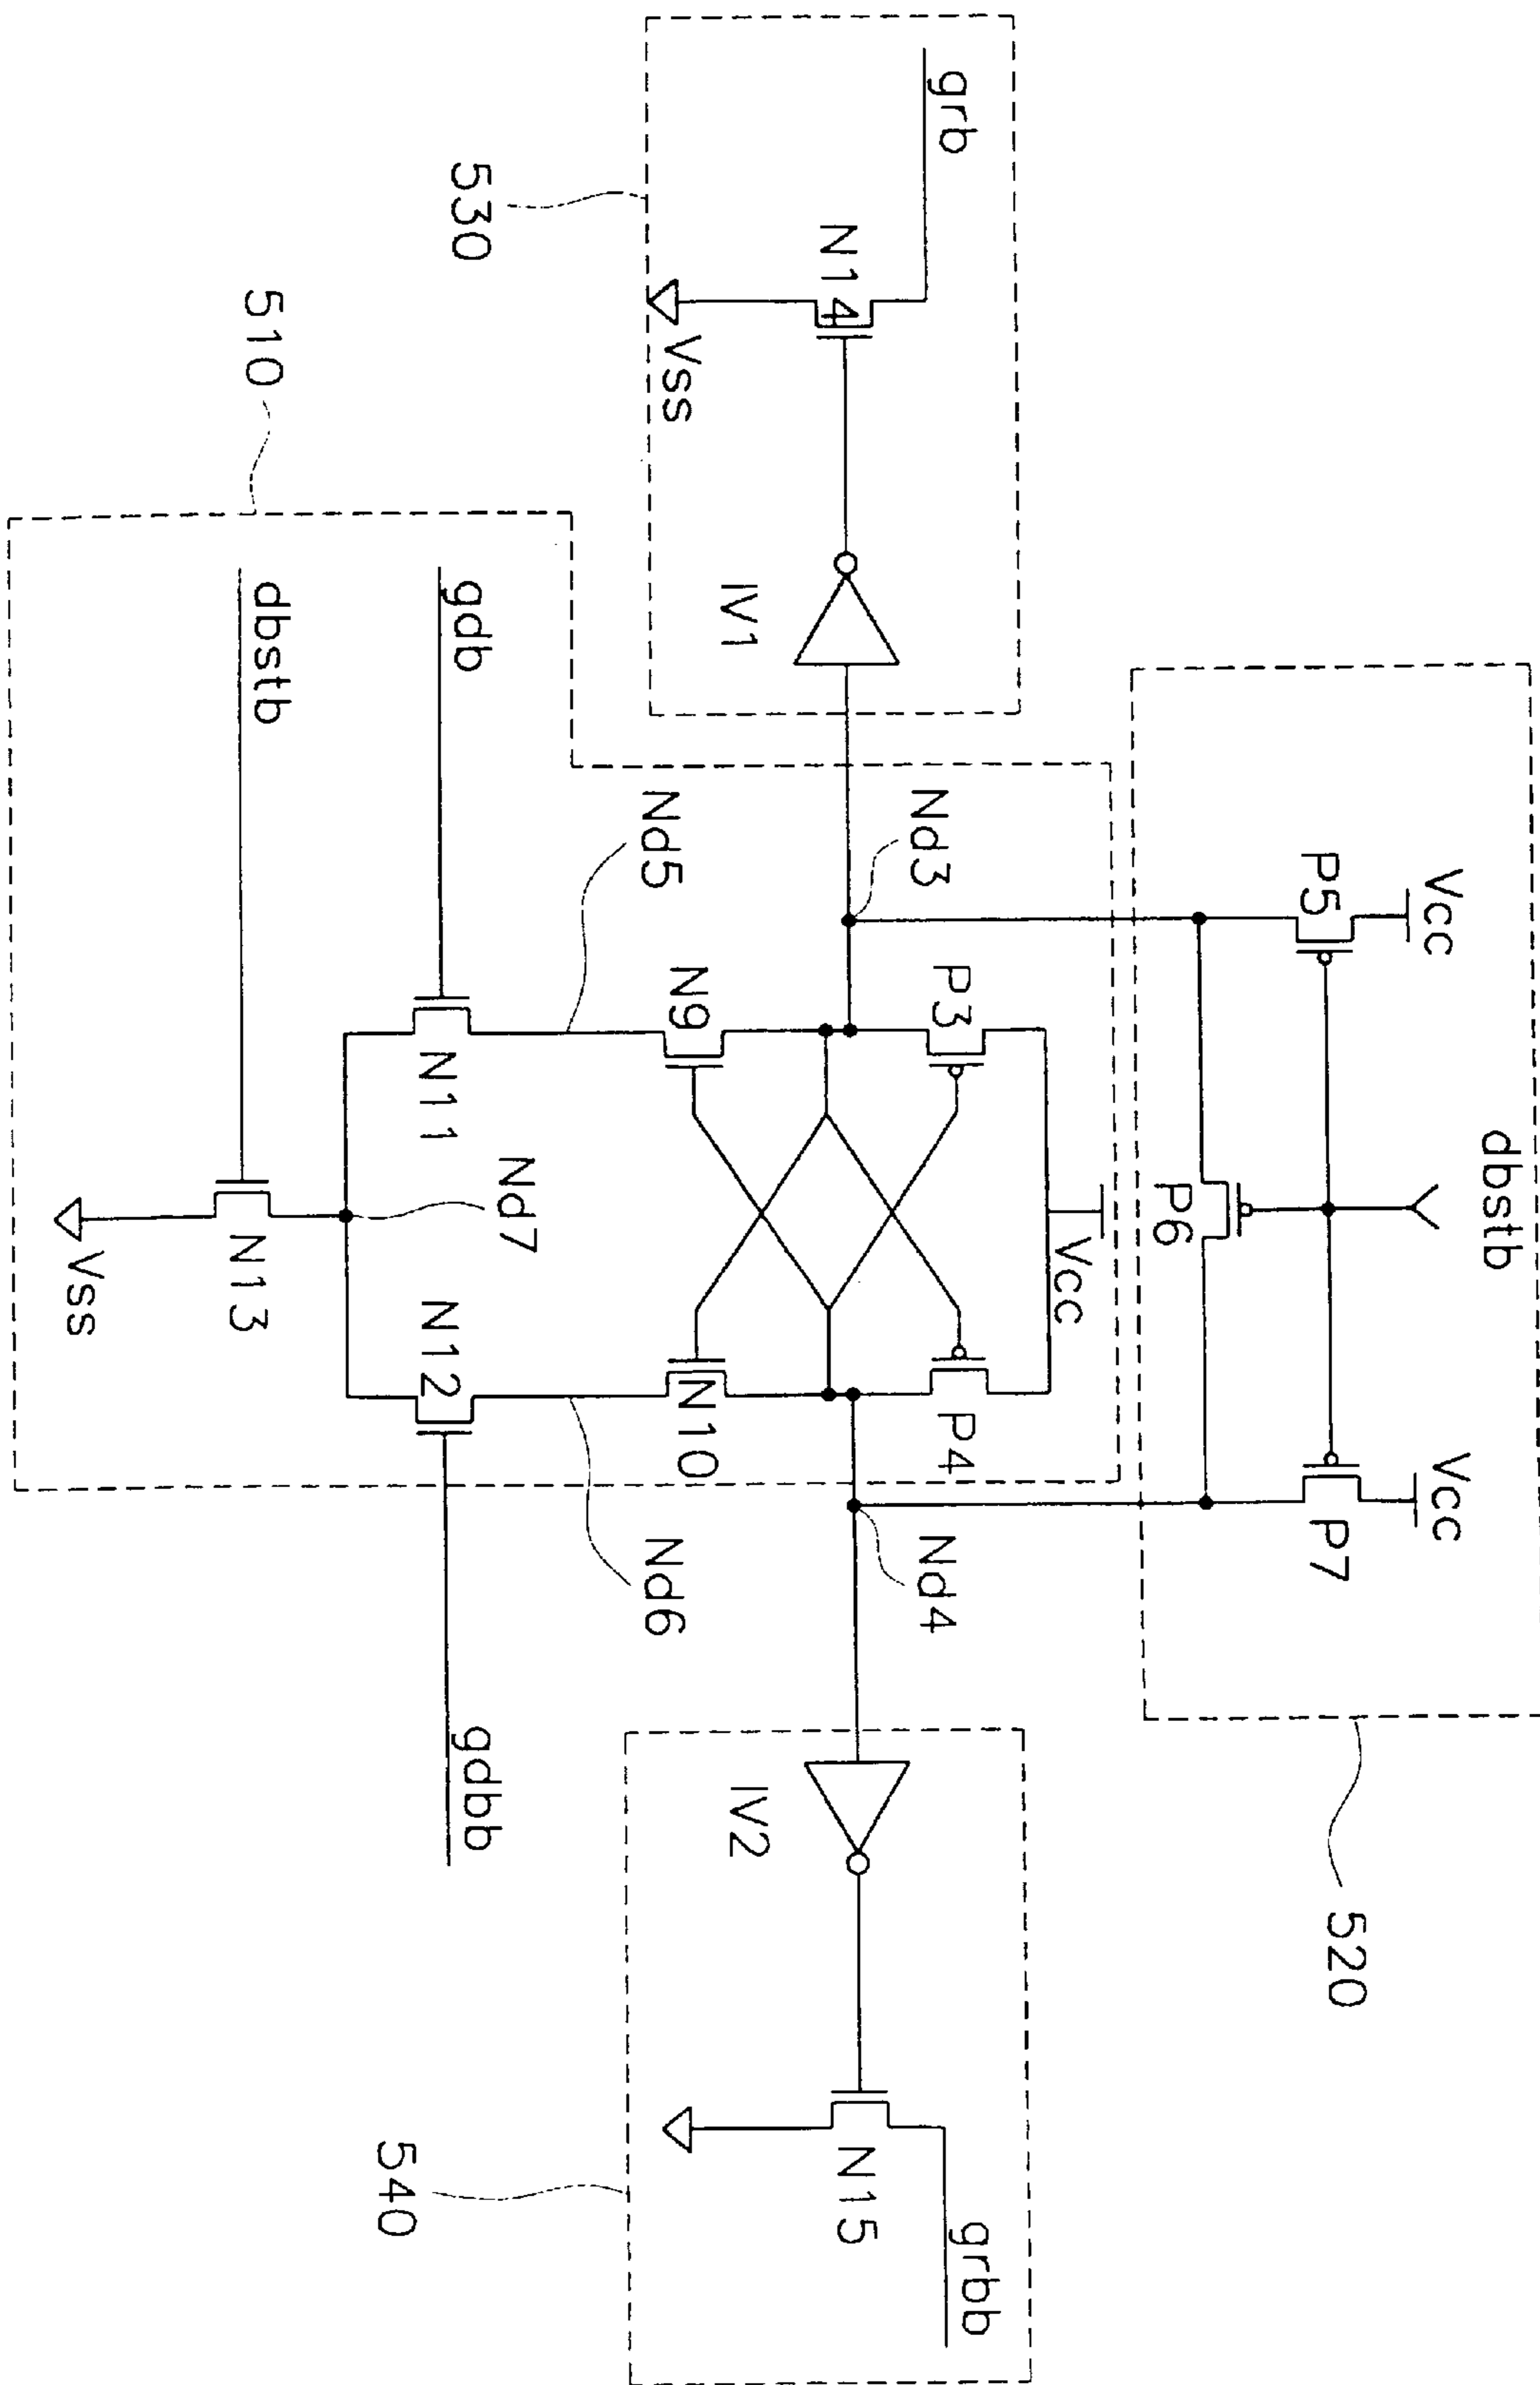 dbstb
Vcc
Vcc
P5
P7
P6
520
Vcc
grb
Nd3
P3
P4
Nd4
grbb
N14
N15
IV1
IV2
Vss
N9
N10
Nd5
Nd6
530
540
gdb
N11
Nd7
N12
gdbb
510
dbstb
N13
Vss